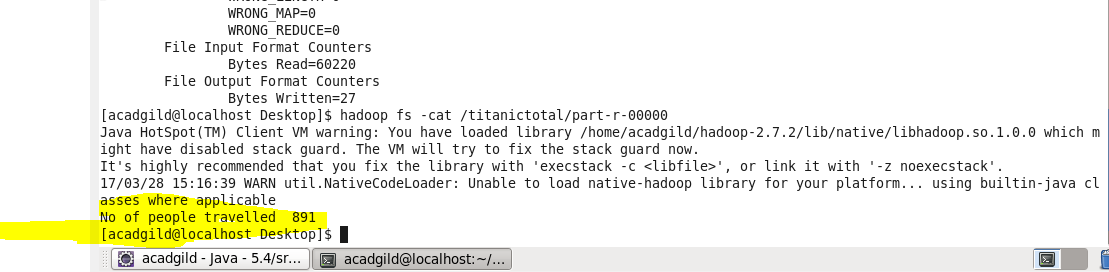 WRONG_LENGTH=0
WRONG_MAP=0
WRONG_REDUCE=0
File Input Format Counters
Bytes Read=60220
File Output Format Counters
Bytes Written=27
[acadgild@localhost Desktop]$ hadoop fs -cat /titanictotal/part-r-00000
Java HotSpot(TM) Client VM warning: You have loaded library /home/acadgild/hadoop-2.7.2/lib/native/libhadoop.so.1.0.0 which m
ight have disabled stack guard. The VM will try to fix the stack guard now.
It's highly recommended that you fix the library with 'execstack -c <libfile>', or link it with '-z noexecstack'.
17/03/28 15:16:39 WARN util.NativeCodeLoader: Unable to load native-hadoop library for your platform... using builtin-java cl
asses where applicable
No of people travelled  891
[acadgild@localhost Desktop]$
acadgild - Java - 5.4/sr...
acadgild@localhost:~/...